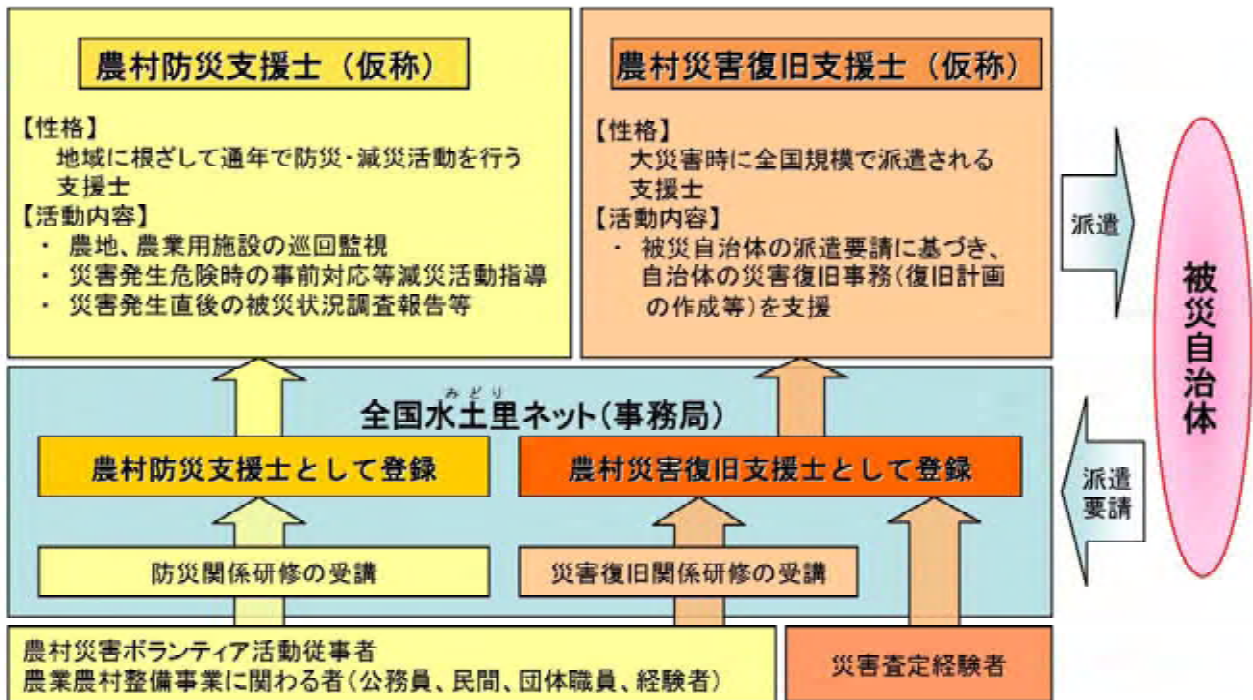 農村防災支援士（仮称）
【性格】
地域に根ざして通年で防災・減災活動を行う
支援士
【活動内容】
・ 農地、農業用施設の巡回監視
・ 災害発生危険時の事前対応等減災活動指導
・ 災害発生直後の被災状況調査報告等
農村災害復旧支援士（仮称）
【性格】
大災害時に全国規模で派遣される
支援士
【活動内容】
・ 被災自治体の派遣要請に基づき、
自治体の災害復旧事務（復旧計画
の作成等）を支援
派遣
被災自治体
派遣
要請
みどり
全国水土里ネット（事務局）
農村防災支援士として登録
農村災害復旧支援士として登録
防災関係研修の受講
災害復旧関係研修の受講
農村災害ボランティア活動従事者
農業農村整備事業に関わる者（公務員、民間、団体職員、経験者）
災害査定経験者